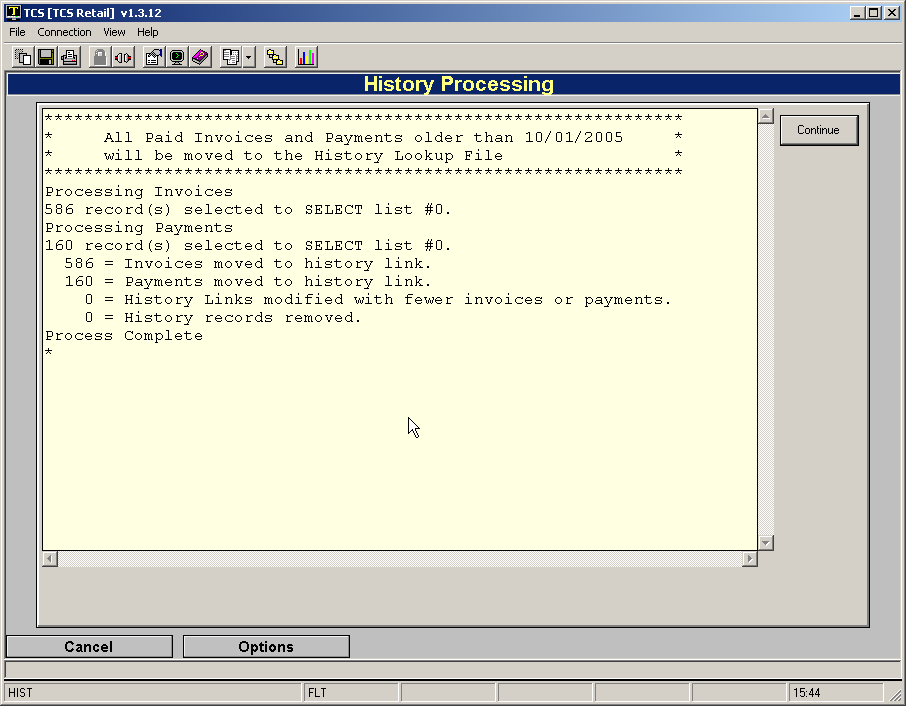 TCS [TCS Retail] v1.3.12
File Connection View Help
History Processing
****************************************************************
* All Paid Invoices and Payments older than 10/01/2005 *
* will be moved to the History Lookup File *
****************************************************************
Processing Invoices
586 record(s) selected to SELECT list #0.
Processing Payments
160 record(s) selected to SELECT list #0.
586 = Invoices moved to history link.
160 = Payments moved to history link.
0 = History Links modified with fewer invoices or payments.
0 = History records removed.
Process Complete
*
Continue
Cancel Options
HIST FLT 15:44